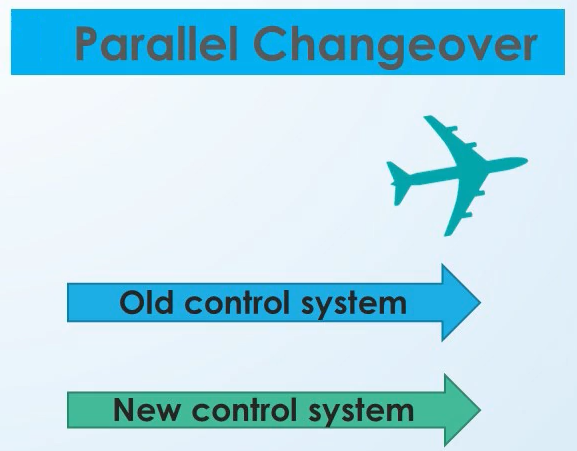 Parallel Changeover
Old control system
New control system